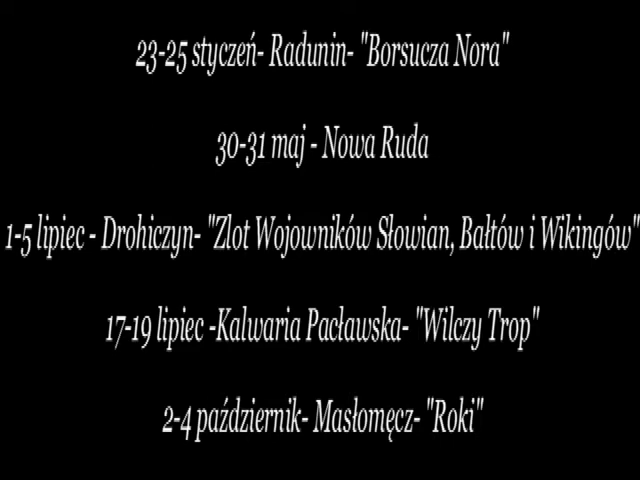 23-25 styczeń- Radunin- "Borsucza Nora"
30-31 maj - Nowa Ruda
1-5 lipiec - Drohiczyn- "Zlot Wojowników Słowian, Bałtów i Wikingów"
17-19 lipiec -Kalwaria Pacławska- "Wilczy Trop"
2-4 październik- Masłomęcz- "Roki"